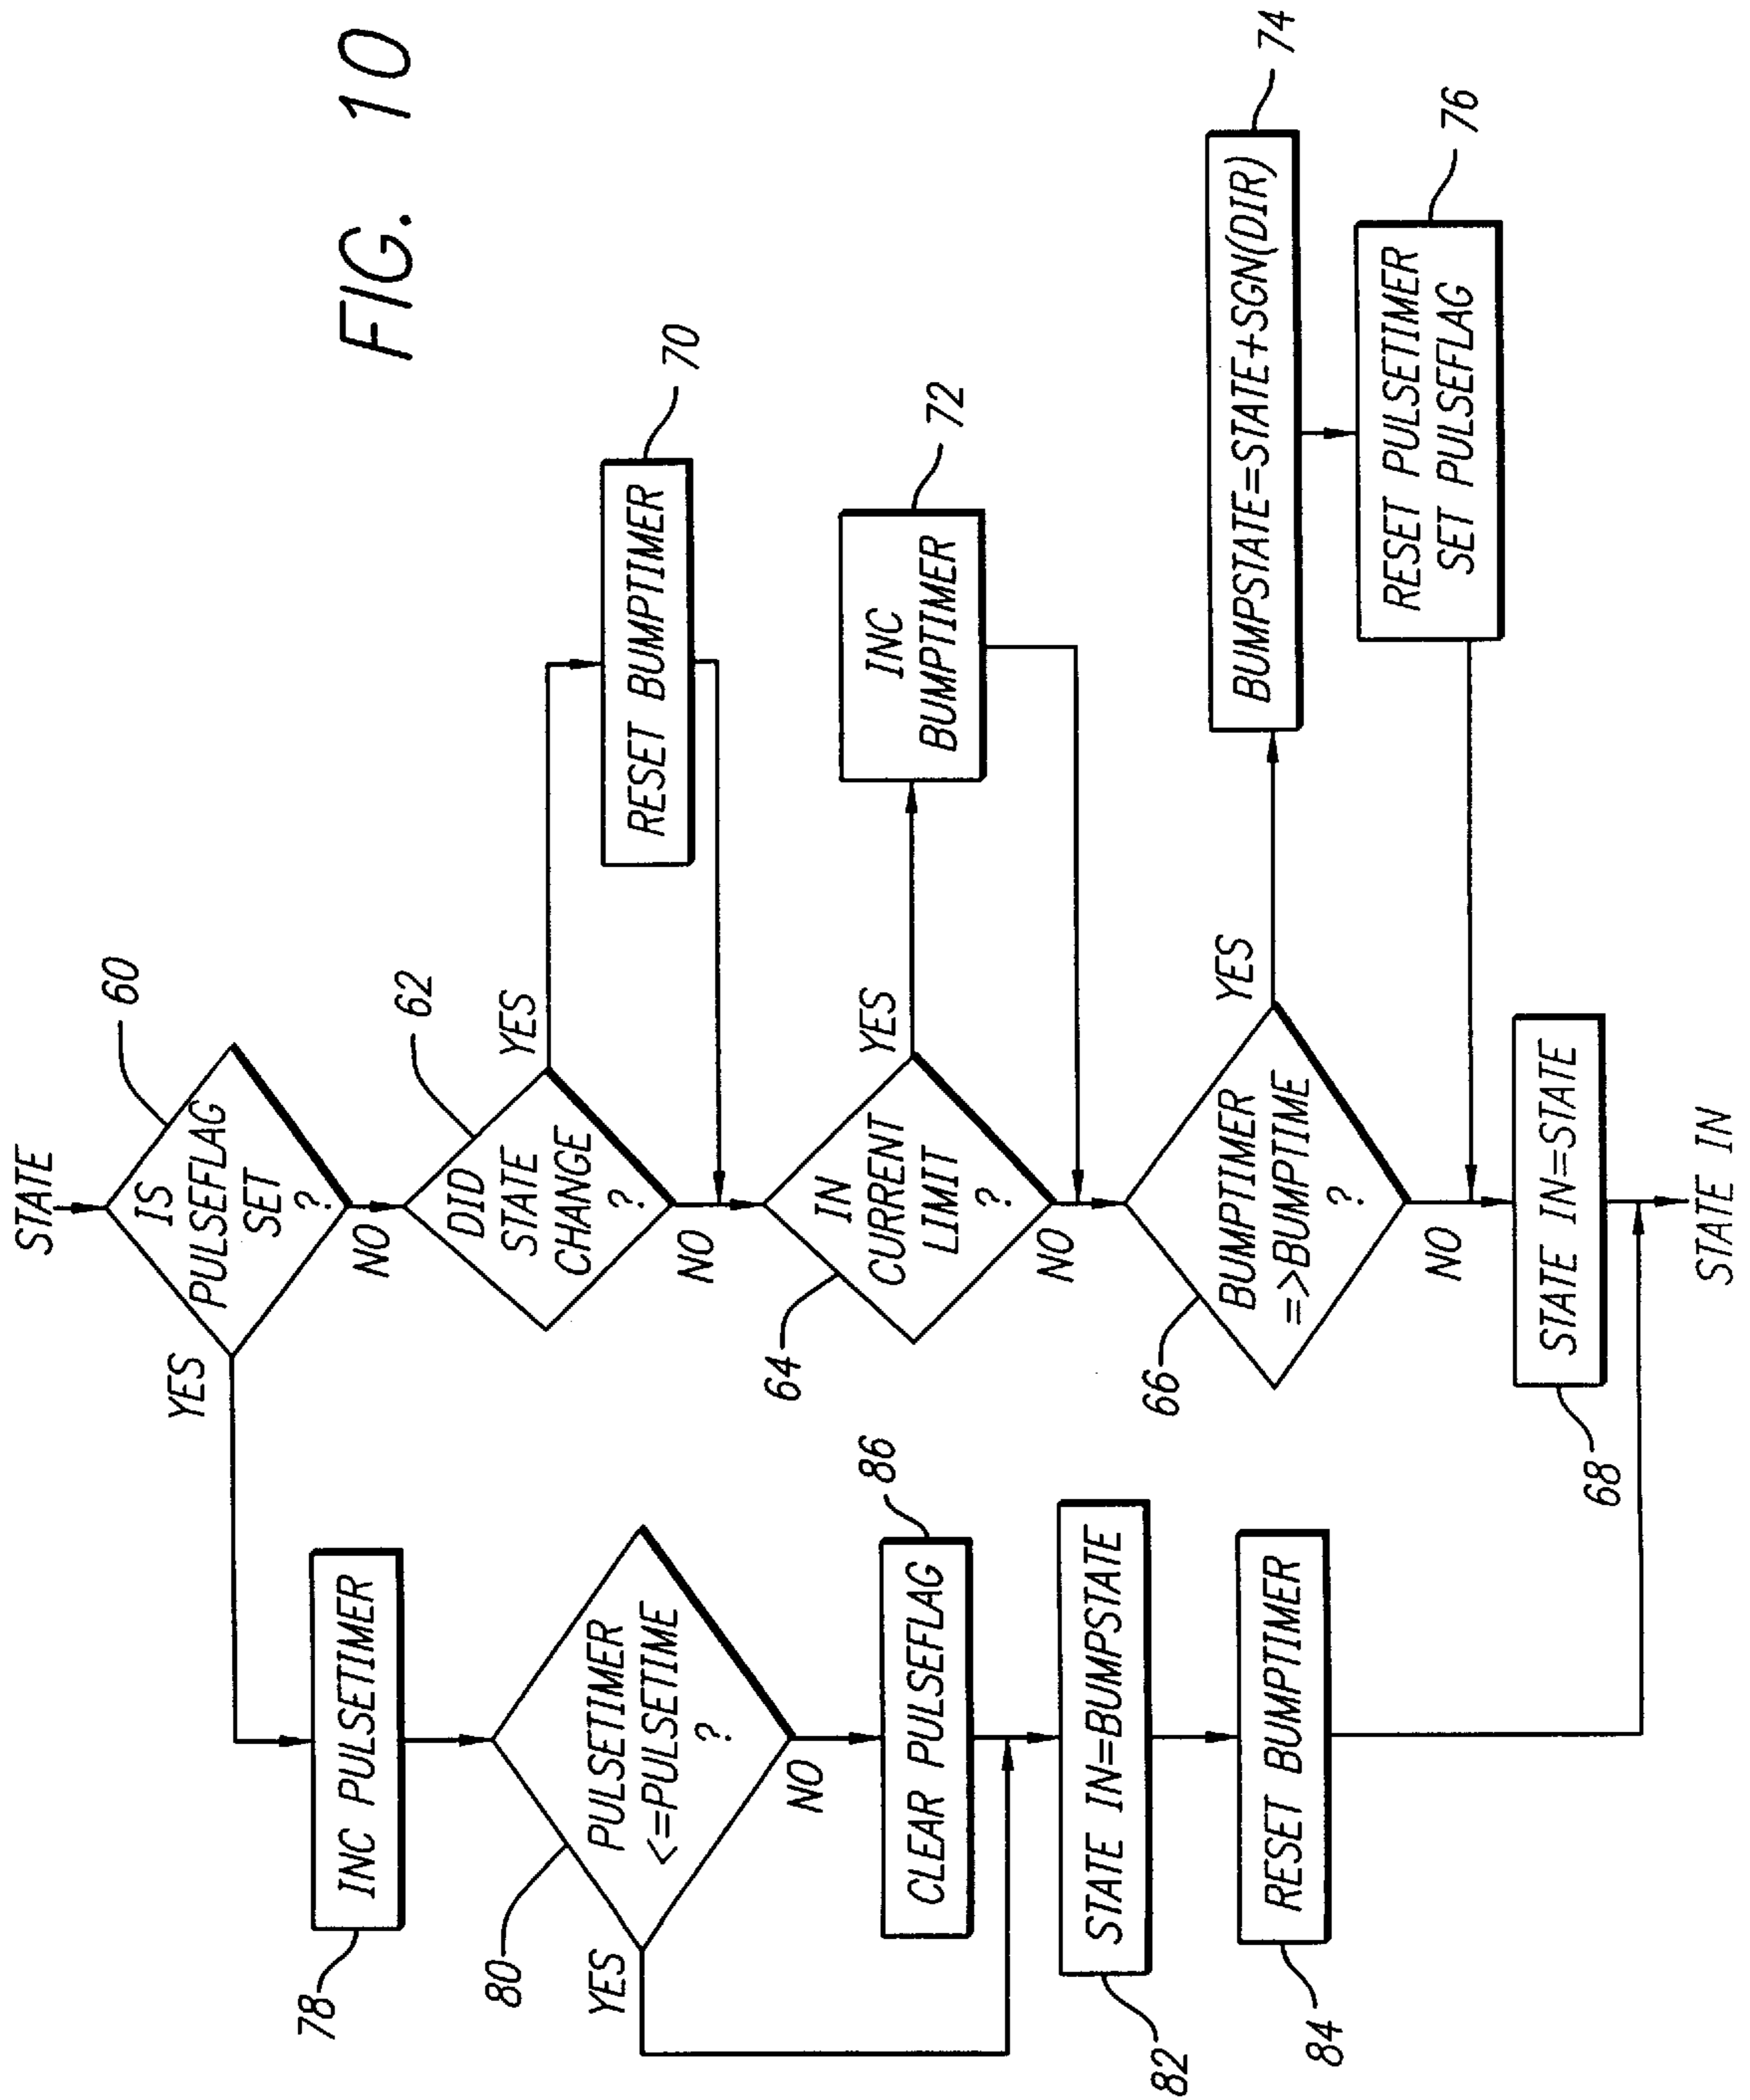 FIG. 10
STATE
60
IS
PULSEFLAG
SET
?
YES
NO
78
INC PULSETIMER
62
DID
STATE
CHANGE
?
YES
NO
70
RESET BUMPTIMER
80
PULSETIMER
<=PULSETIME
?
YES
NO
64
IN
CURRENT
LIMIT
?
YES
NO
72
INC
BUMPTIMER
86
CLEAR PULSEFLAG
82
STATE IN=BUMPSTATE
66
BUMPTIMER
=>BUMPTIME
?
YES
NO
74
BUMPSTATE=STATE+SGN(DIR)
76
RESET PULSETIMER
SET PULSEFLAG
84
RESET BUMPTIMER
68
STATE IN=STATE
STATE IN